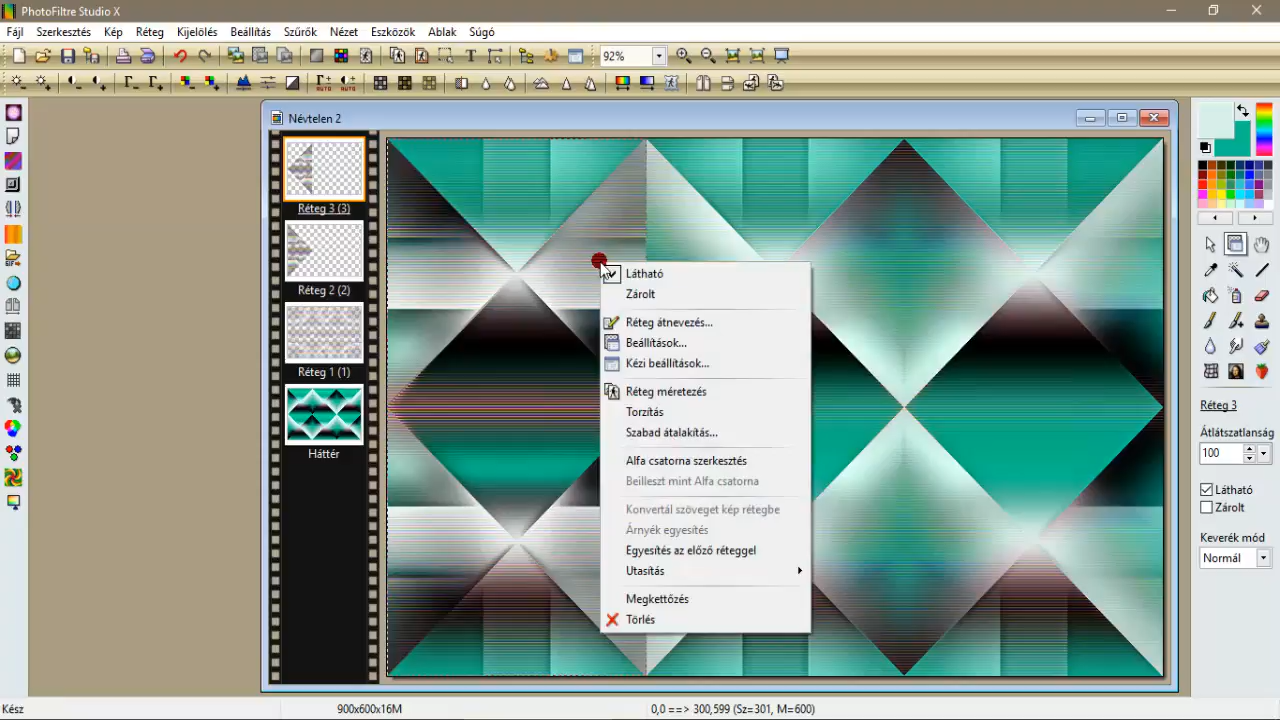 PhotoFiltre Studio X
Fájl Szerkesztés Kép Réteg Kijelölés Beállítás Szűrők Nézet Eszközök Ablak Súgó
92%
AUTO AUTO
Névtelen 2
Réteg 3 (3)
Réteg 2 (2)
Réteg 1 (1)
Háttér
Látható
Zárolt
Réteg átnevezés...
Beállítások...
Kézi beállítások...
Réteg méretezés
Torzítás
Szabad átalakítás...
Alfa csatorna szerkesztés
Beilleszt mint Alfa csatorna
Konvertál szöveget kép rétegbe
Árnyék egyesítés
Egyesítés az előző réteggel
Utasítás
Megkettőzés
Törlés
Réteg 3
Átlátszatlanság
100
Látható
Zárolt
Keverék mód
Normál
Kész
900x600x16M
0,0 ==> 300,599 (Sz=301, M=600)